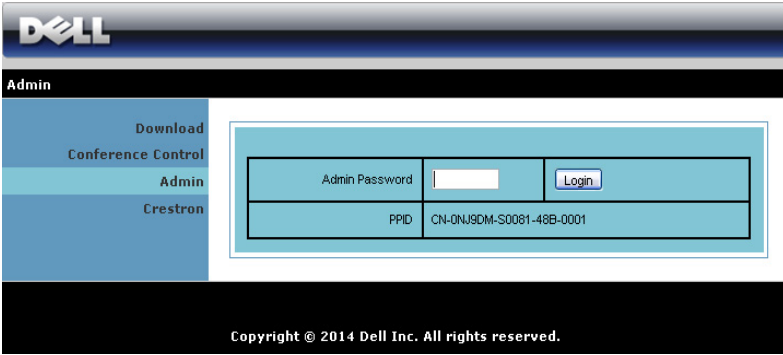 DELL
Admin
Download
Conference Control
Admin
Crestron
Admin Password Login
PPID CN-0NJ9DM-S0081-48B-0001
Copyright © 2014 Dell Inc. All rights reserved.